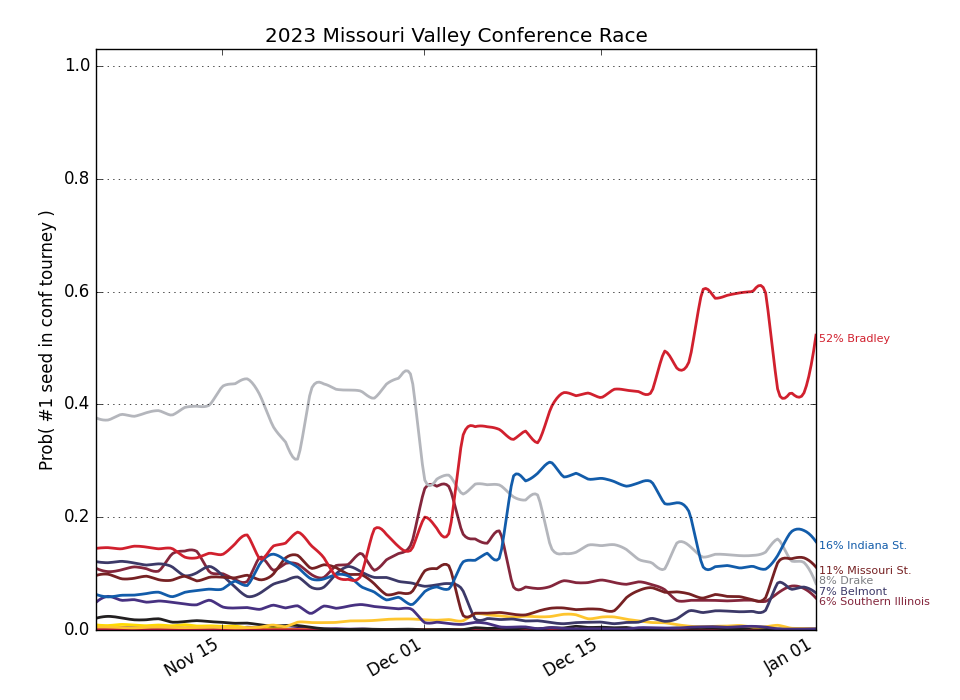 2023 Missouri Valley Conference Race
Prob( #1 seed in conf tourney )
1.0
0.8
0.6
0.4
0.2
0.0
Nov 15
Dec 01
Dec 15
Jan 01
52% Bradley
16% Indiana St.
11% Missouri St.
8% Drake
7% Belmont
6% Southern Illinois